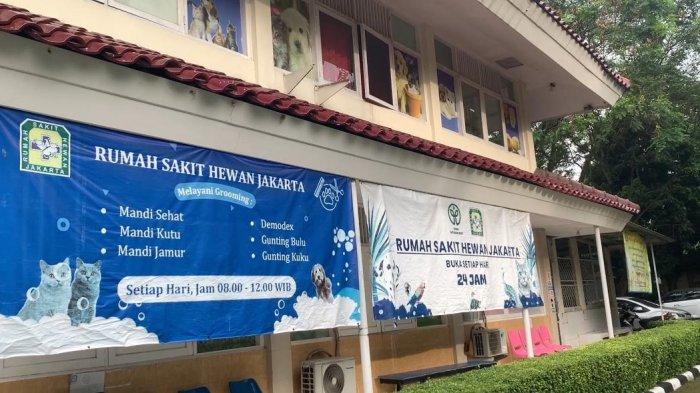 RUMAH SAKIT HEWAN JAKARTA
RUMAH SAKIT HEWAN JAKARTA
Melayani Grooming :
• Mandi Sehat
• Mandi Kutu
• Mandi Jamur
• Demodex
• Gunting Bulu
• Gunting Kuku
Setiap Hari, Jam 08.00 - 12.00 WIB
RUMAH SAKIT HEWAN JAKARTA
BUKA SETIAP HARI
24 JAM